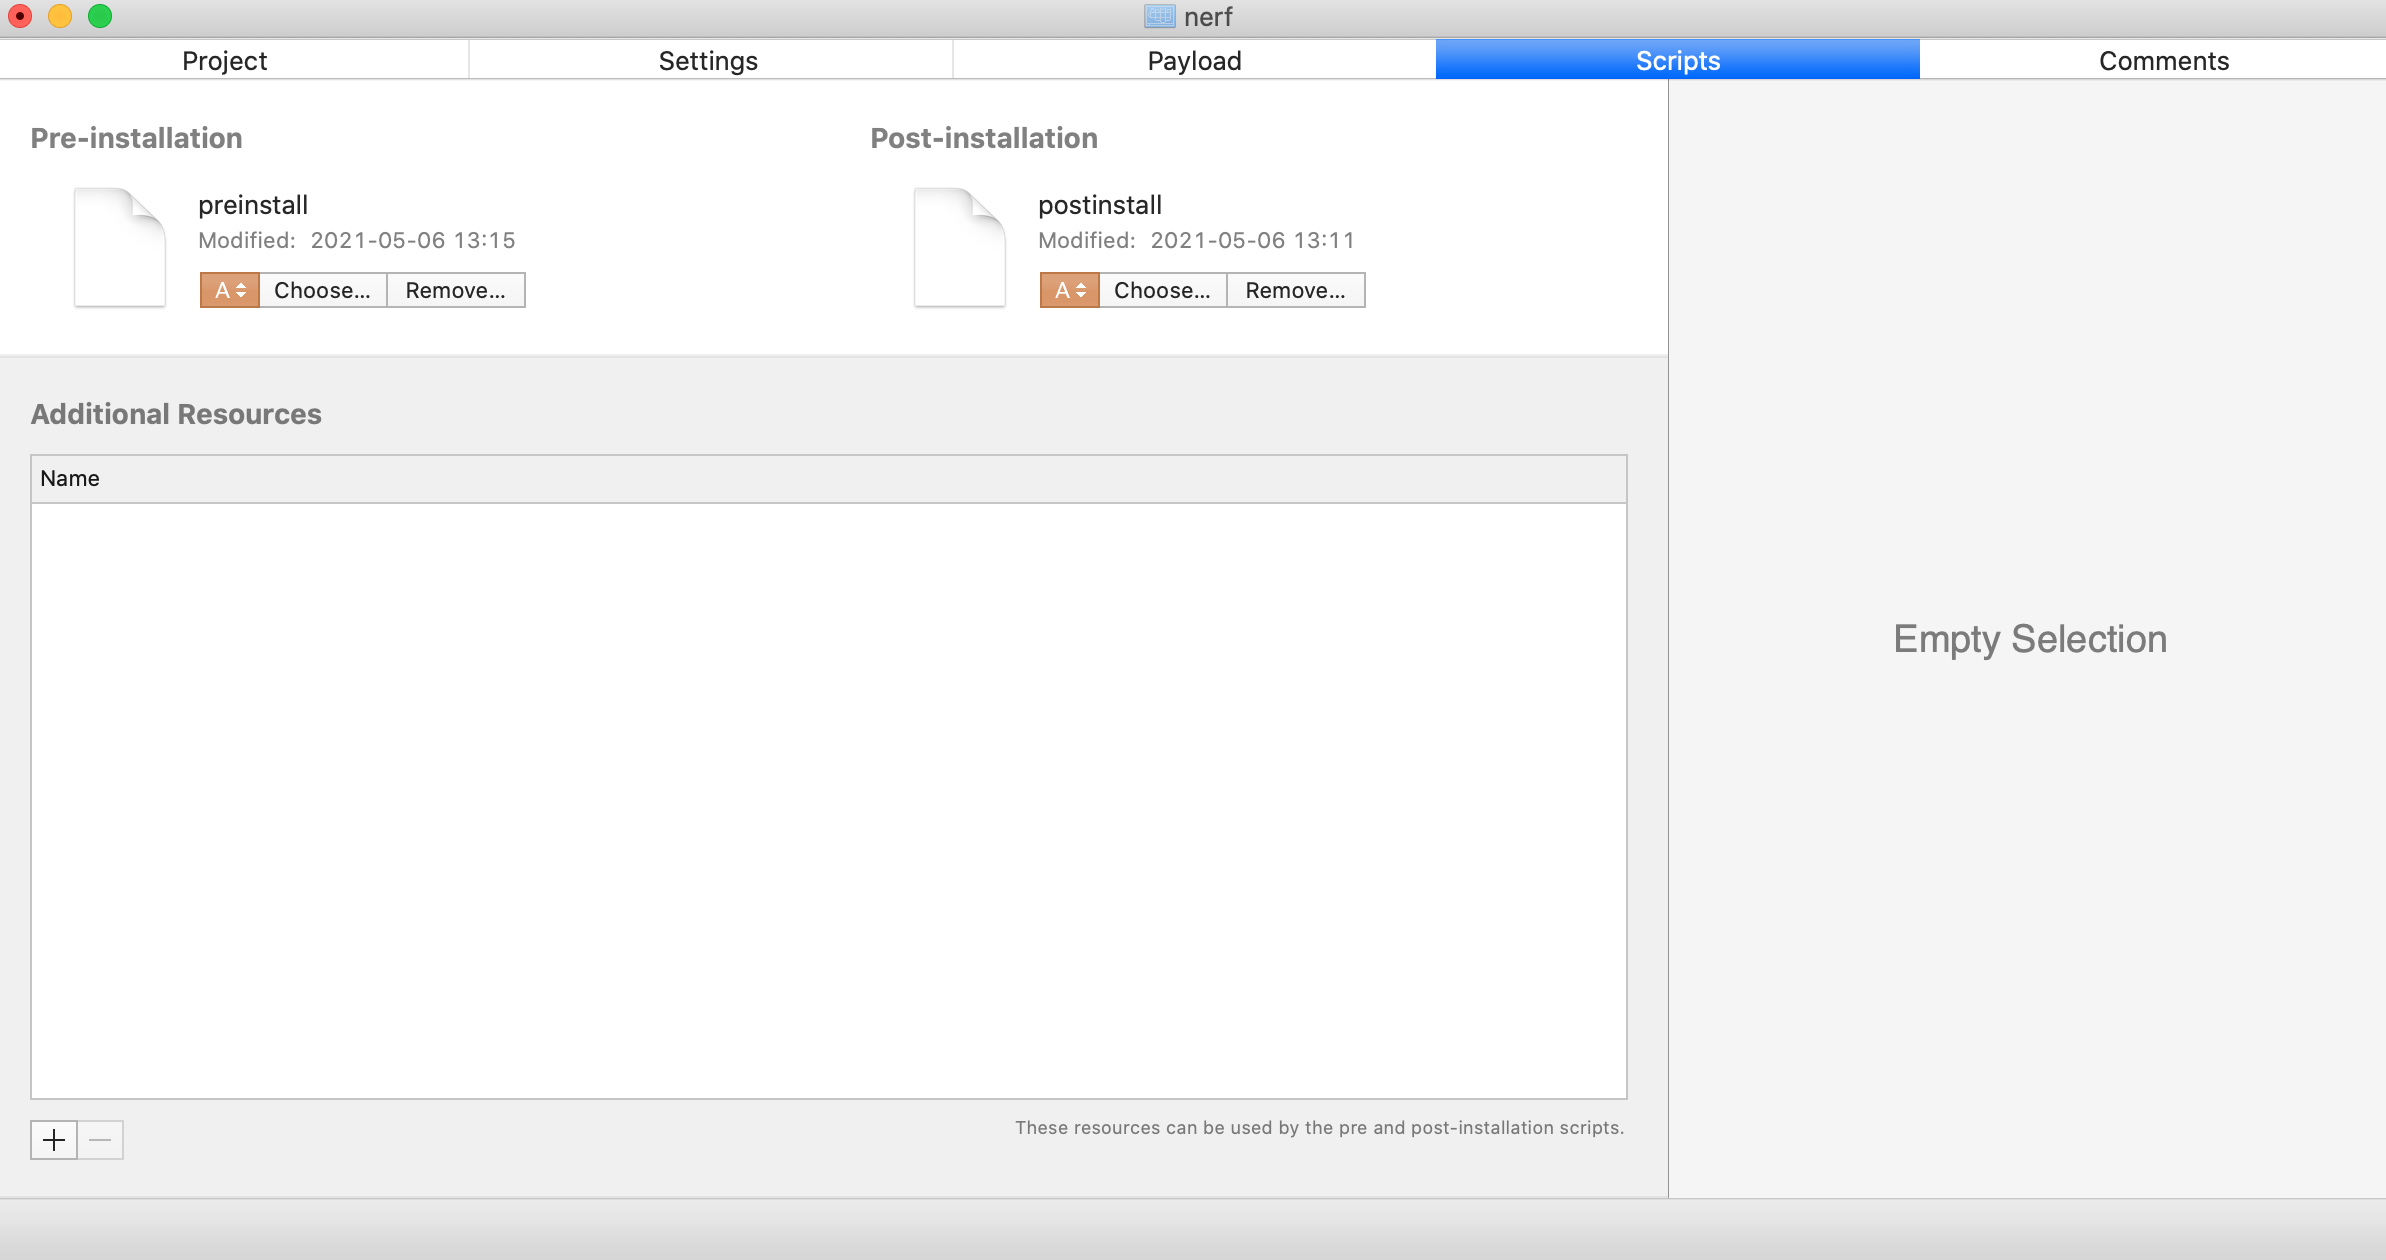 nerf
Project
Settings
Payload
Scripts
Comments
Pre-installation
preinstall
Modified: 2021-05-06 13:15
A
Choose...
Remove...
Post-installation
postinstall
Modified: 2021-05-06 13:11
A
Choose...
Remove...
Additional Resources
Name
These resources can be used by the pre and post-installation scripts.
Empty Selection